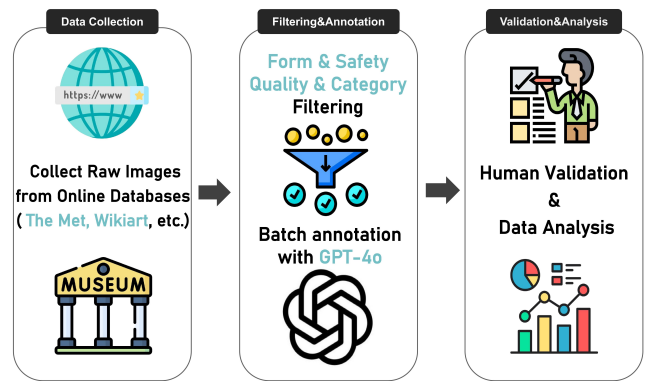 Data Collection
https://www
Collect Raw Images
from Online Databases
( The Met, Wikiart, etc.)
MUSEUM
Filtering&Annotation
Form & Safety
Quality & Category
Filtering
Batch annotation
with GPT-4o
Validation&Analysis
Human Validation
&
Data Analysis